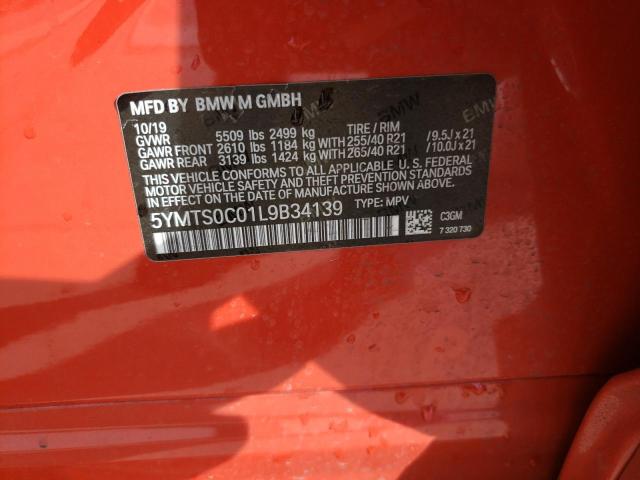 MFD BY BMW M GMBH
10/19
GVWR 5509 lbs 2499 kg TIRE / RIM
GAWR FRONT 2610 lbs 1184 kg WITH 255/40 R21 /9.5J x 21
GAWR REAR 3139 lbs 1424 kg WITH 265/40 R21 /10.0J x 21
THIS VEHICLE CONFORMS TO ALL APPLICABLE U. S. FEDERAL
MOTOR VEHICLE SAFETY AND THEFT PREVENTION STANDARDS
IN EFFECT ON THE DATE OF MANUFACTURE SHOWN ABOVE.
5YMTS0C01L9B34139 TYPE: MPV
C3GM
7 320 730